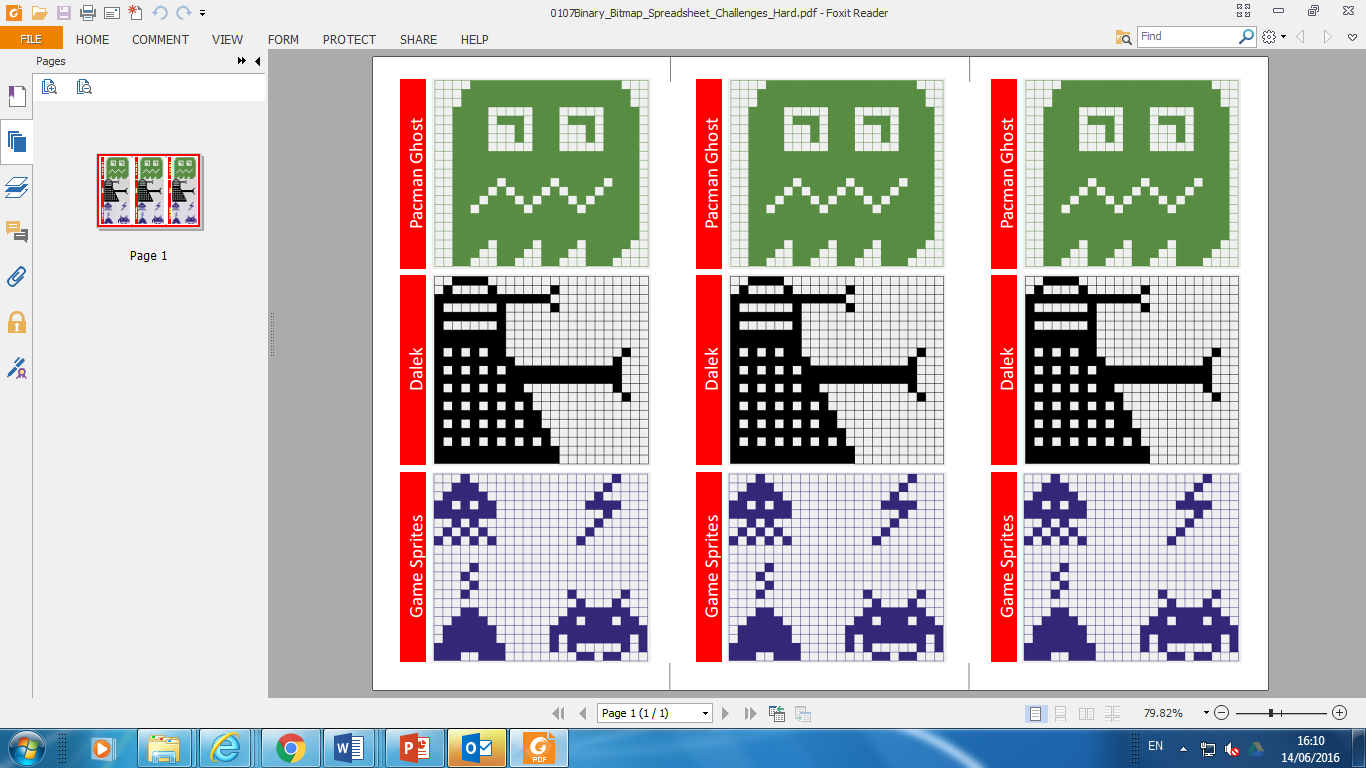 0107Binary_Bitmap_Spreadsheet_Challenges_Hard.pdf - Foxit Reader
FILE HOME COMMENT VIEW FORM PROTECT SHARE HELP
Find
Pages
Page 1
Pacman Ghost
Pacman Ghost
Pacman Ghost
Dalek
Dalek
Dalek
Game Sprites
Game Sprites
Game Sprites
Page 1 (1 / 1)
79.82%
PDF
EN
16:10
14/06/2016